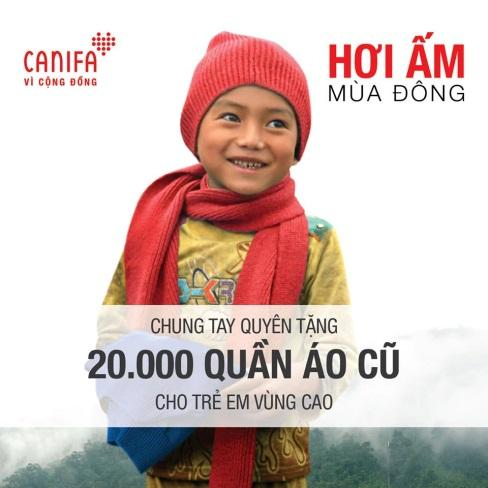 CANIFA
VÌ CỘNG ĐỒNG
HƠI ẤM
MÙA ĐÔNG
CHUNG TAY QUYÊN TẶNG
20.000 QUẦN ÁO CŨ
CHO TRẺ EM VÙNG CAO